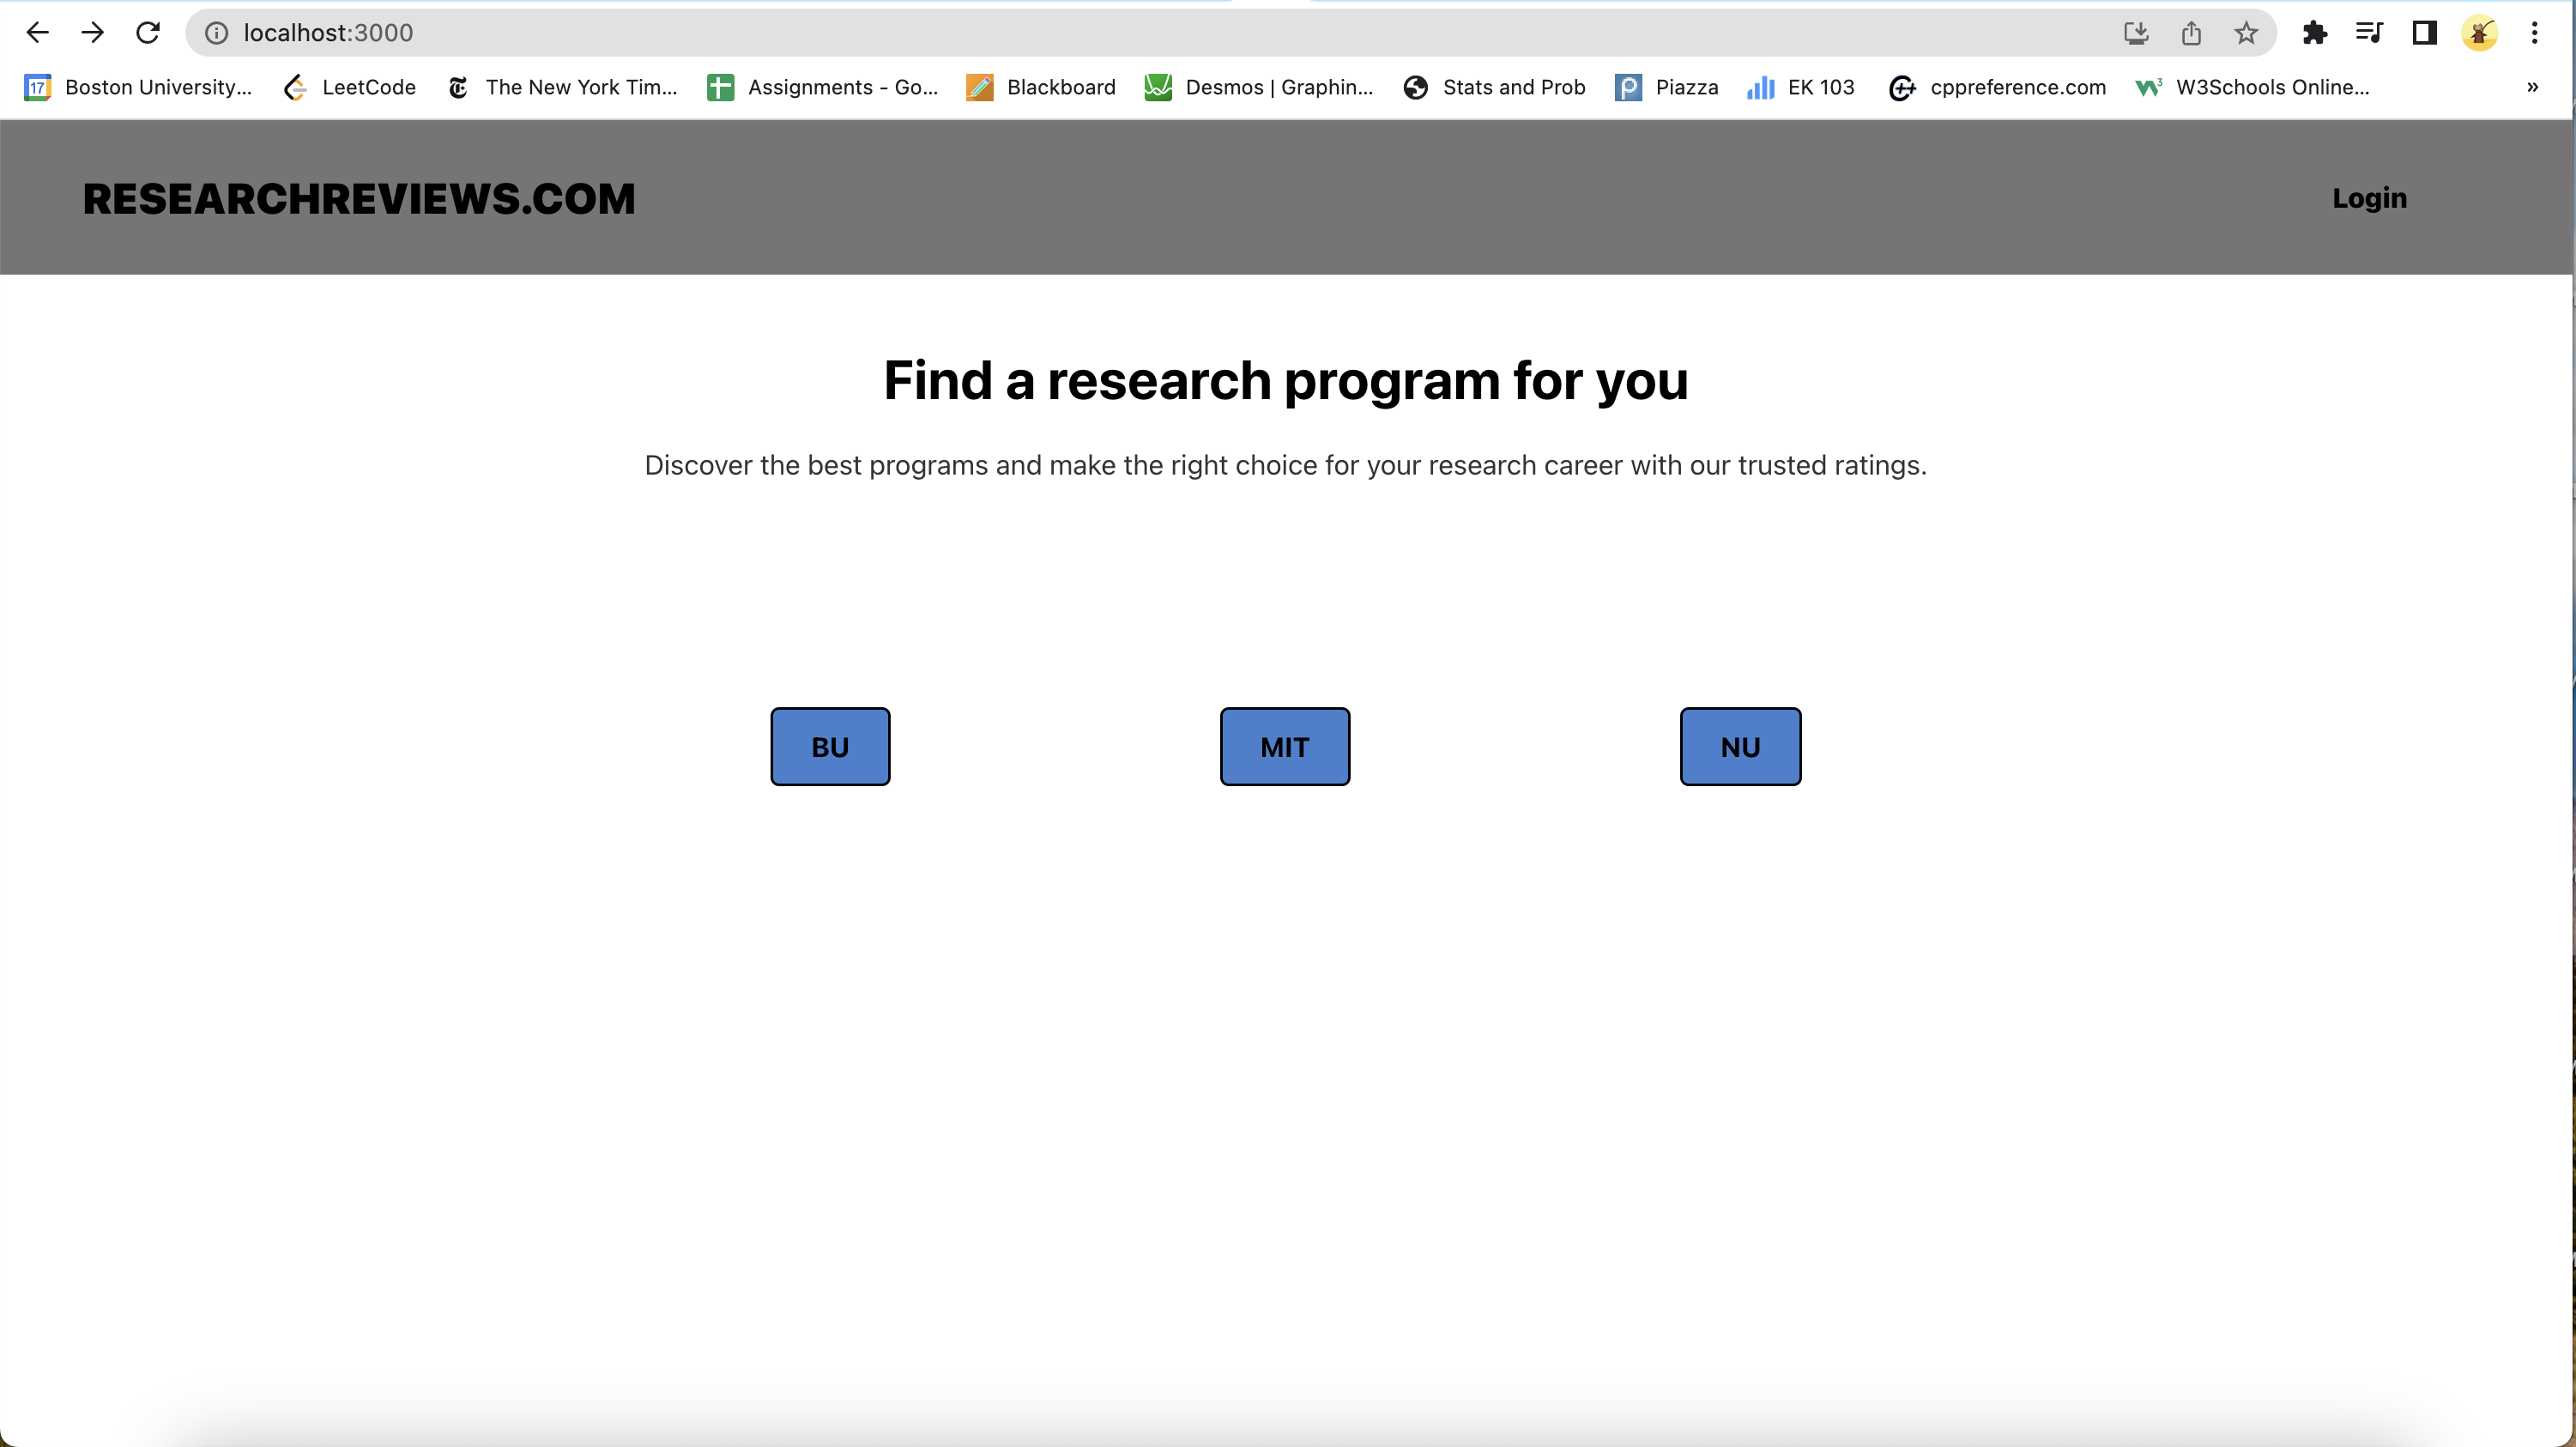 localhost:3000
17 Boston University... LeetCode The New York Tim... Assignments - Go... Blackboard Desmos | Graphin... Stats and Prob Piazza EK 103 cppreference.com W3Schools Online... »
RESEARCHREVIEWS.COM Login
Find a research program for you
Discover the best programs and make the right choice for your research career with our trusted ratings.
BU MIT NU